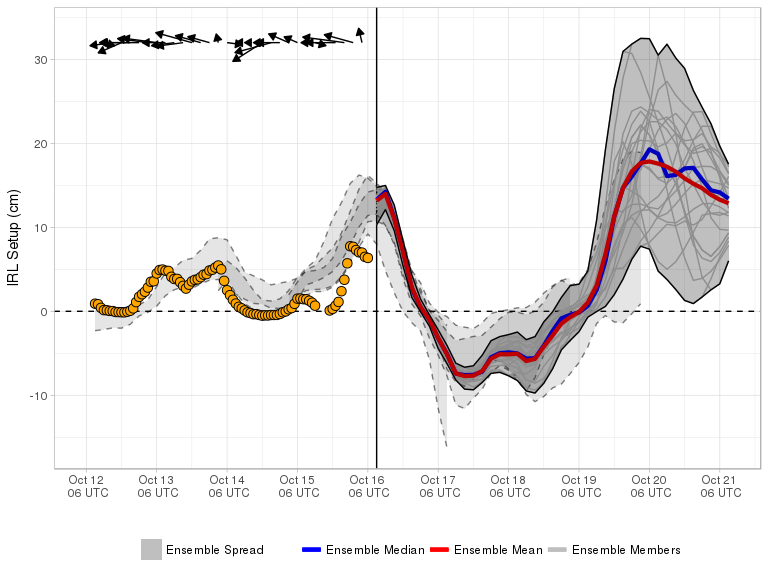 IRL Setup (cm)
30
20
10
0
-10
Oct 12 Oct 13 Oct 14 Oct 15 Oct 16 Oct 17 Oct 18 Oct 19 Oct 20 Oct 21
06 UTC 06 UTC 06 UTC 06 UTC 06 UTC 06 UTC 06 UTC 06 UTC 06 UTC 06 UTC
Ensemble Spread Ensemble Median Ensemble Mean Ensemble Members